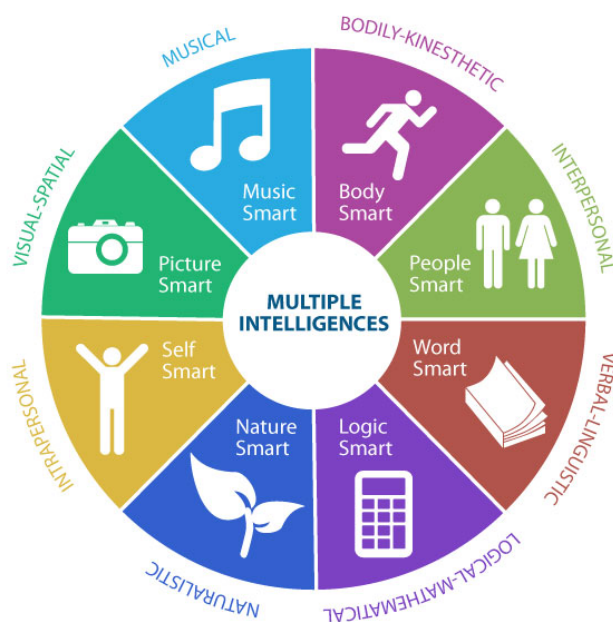 MUSICAL
BODILY-KINESTHETIC
VISUAL-SPATIAL
INTERPERSONAL
Music
Smart
Body
Smart
Picture
Smart
People
Smart
MULTIPLE
INTELLIGENCES
Self
Smart
Word
Smart
Nature
Smart
Logic
Smart
INTRAPERSONAL
VERBAL-LINGUISTIC
NATURALISTIC
LOGICAL-MATHEMATICAL